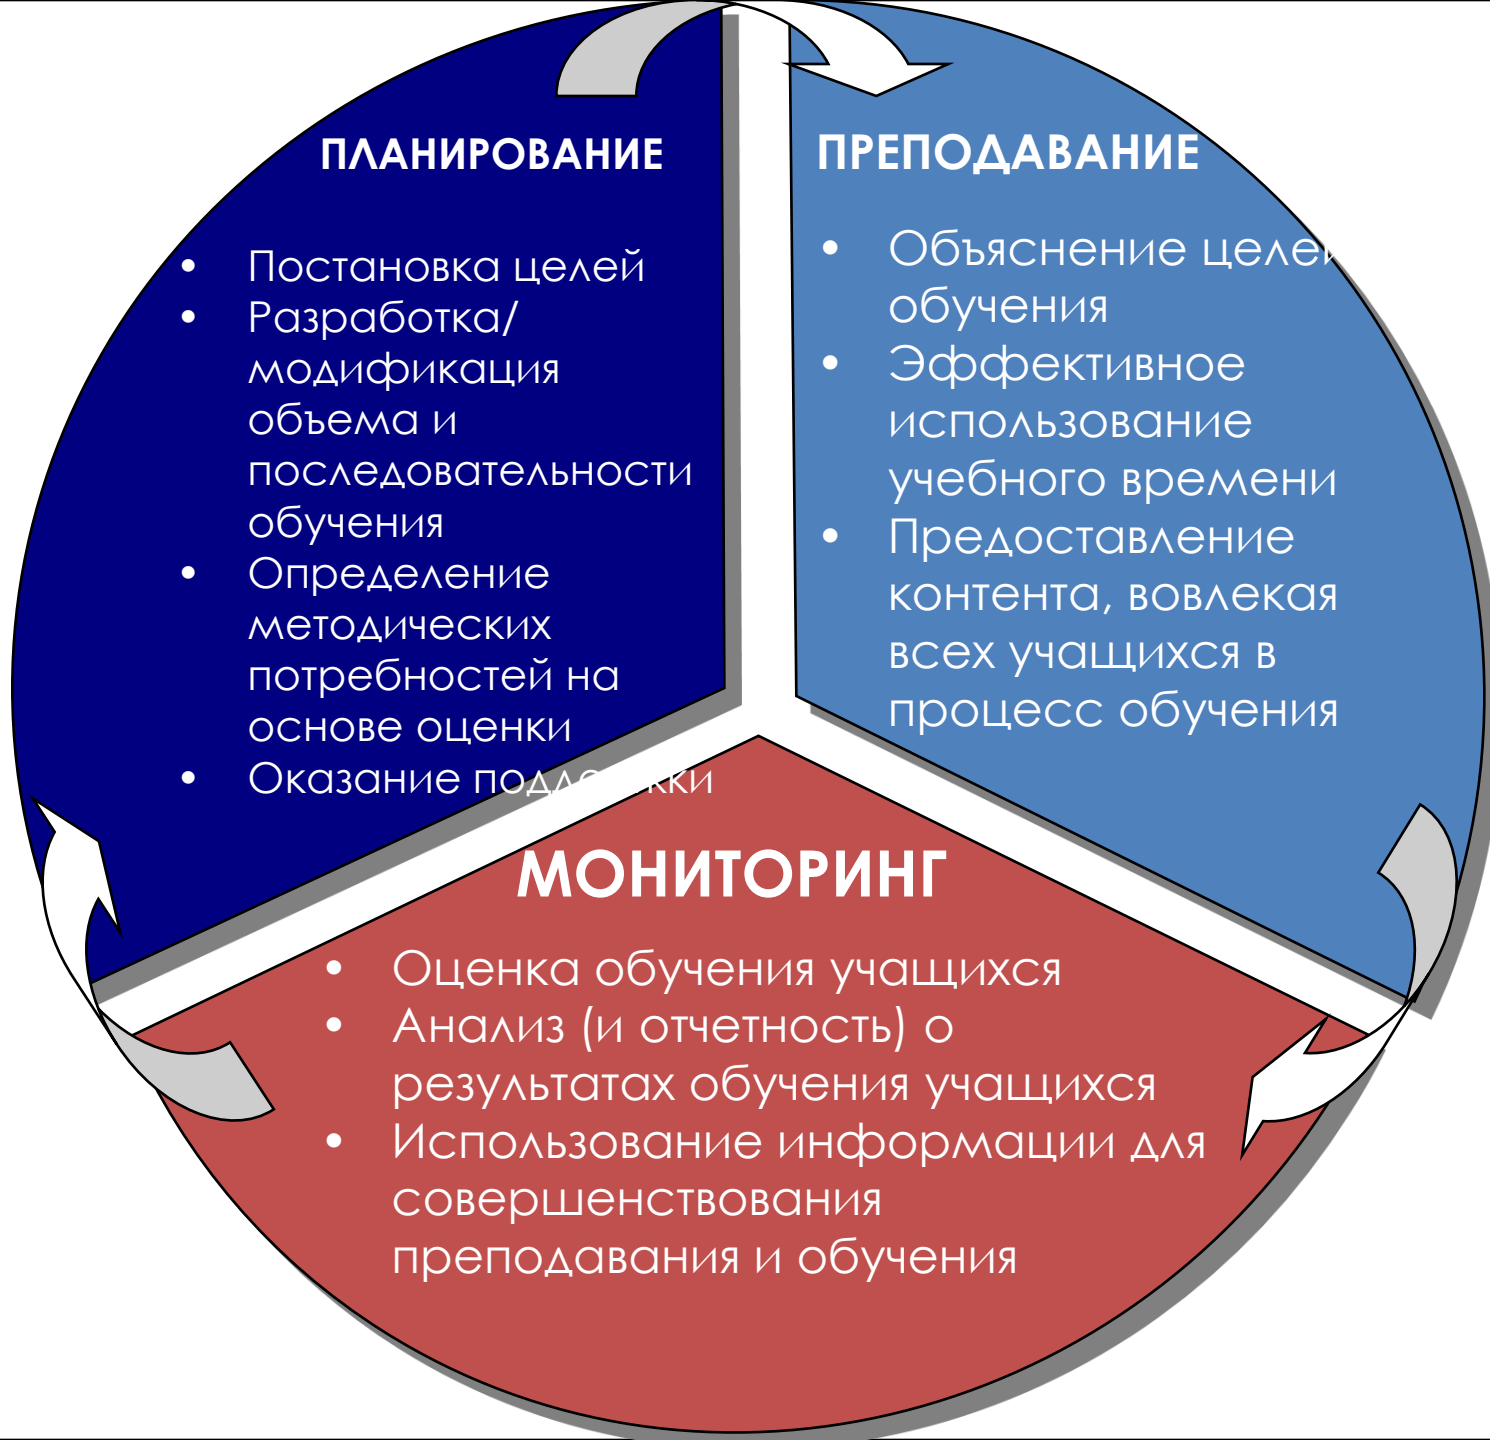 ПЛАНИРОВАНИЕ
• Постановка целей
• Разработка/
модификация
объема и
последовательности
обучения
• Определение
методических
потребностей на
основе оценки
• Оказание поддержки
ПРЕПОДАВАНИЕ
• Объяснение целей
обучения
• Эффективное
использование
учебного времени
• Предоставление
контента, вовлекая
всех учащихся в
процесс обучения
МОНИТОРИНГ
• Оценка обучения учащихся
• Анализ (и отчетность) о
результатах обучения учащихся
• Использование информации для
совершенствования
преподавания и обучения